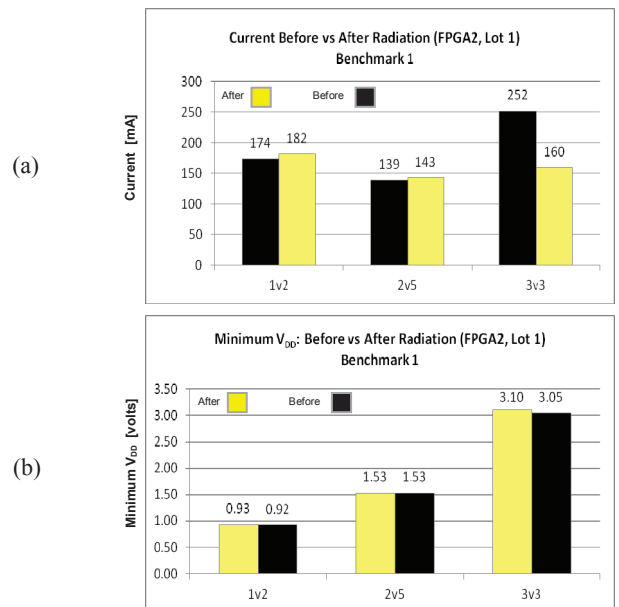 (a)
Current Before vs After Radiation (FPGA2, Lot 1)
Benchmark 1
After
Before
Current [mA]
300
250
200
150
100
50
0
174
182
139
143
252
160
1v2
2v5
3v3
(b)
Minimum VDD: Before vs After Radiation (FPGA2, Lot 1)
Benchmark 1
After
Before
Minimum VDD [volts]
3.50
3.00
2.50
2.00
1.50
1.00
0.50
0.00
0.93
0.92
1.53
1.53
3.10
3.05
1v2
2v5
3v3